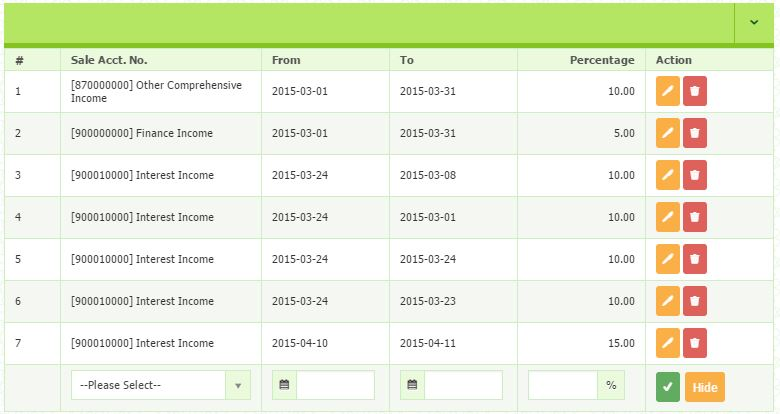 # Sale Acct. No. From To Percentage Action
1 [870000000] Other Comprehensive Income 2015-03-01 2015-03-31 10.00
2 [900000000] Finance Income 2015-03-01 2015-03-31 5.00
3 [900010000] Interest Income 2015-03-24 2015-03-08 10.00
4 [900010000] Interest Income 2015-03-24 2015-03-01 10.00
5 [900010000] Interest Income 2015-03-24 2015-03-24 10.00
6 [900010000] Interest Income 2015-03-24 2015-03-23 10.00
7 [900010000] Interest Income 2015-04-10 2015-04-11 15.00
--Please Select-- % Hide